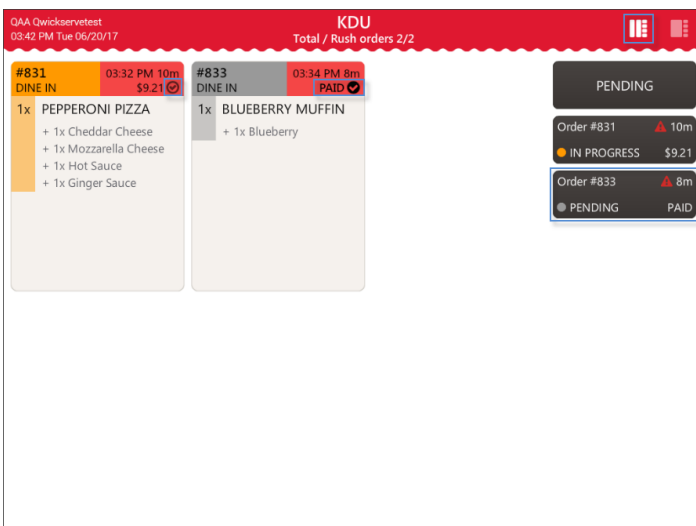 QAA Qwickservetest
03:42 PM Tue 06/20/17
KDU
Total / Rush orders 2/2
#831 03:32 PM 10m
DINE IN $9.21
1x PEPPERONI PIZZA
+ 1x Cheddar Cheese
+ 1x Mozzarella Cheese
+ 1x Hot Sauce
+ 1x Ginger Sauce
#833 03:34 PM 8m
DINE IN PAID
1x BLUEBERRY MUFFIN
+ 1x Blueberry
PENDING
Order #831 10m
IN PROGRESS $9.21
Order #833 8m
PENDING PAID